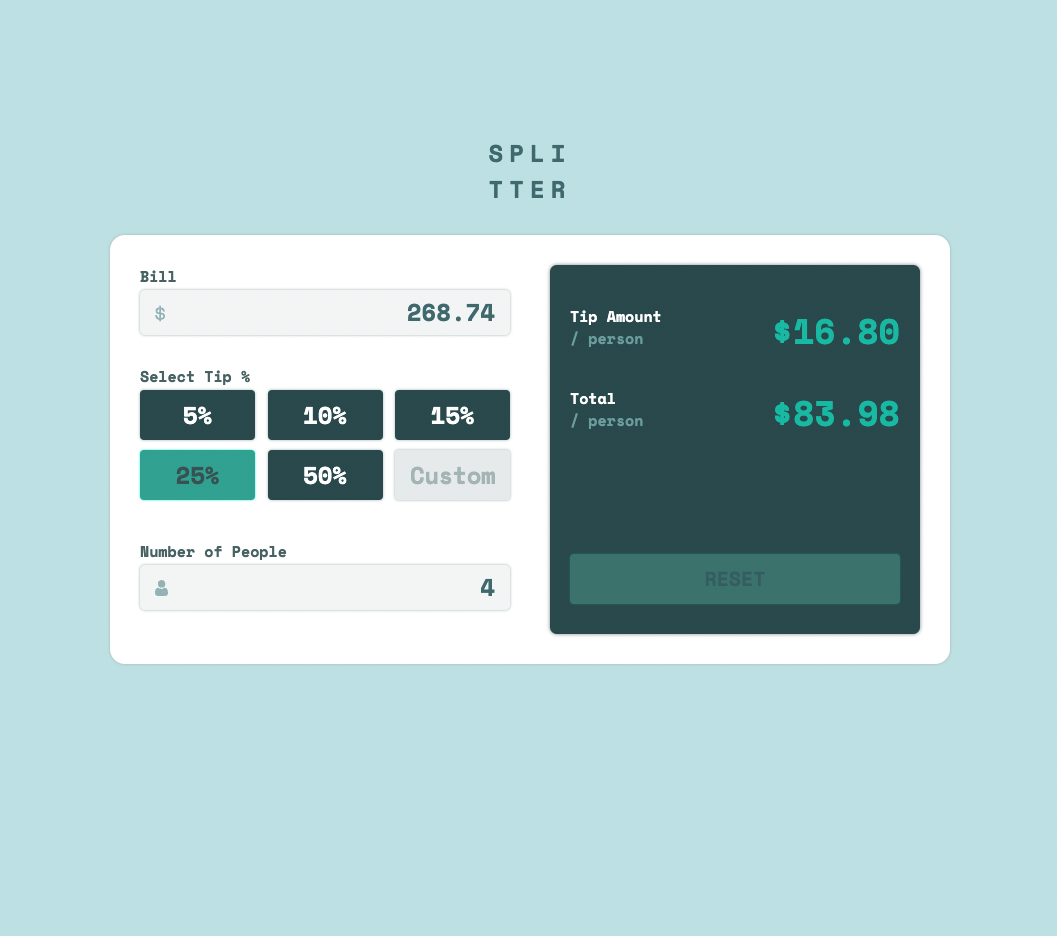 SPLI
TTER
Bill
$ 268.74
Select Tip %
5% 10% 15%
25% 50% Custom
Number of People
4
Tip Amount
/ person
$16.80
Total
/ person
$83.98
RESET